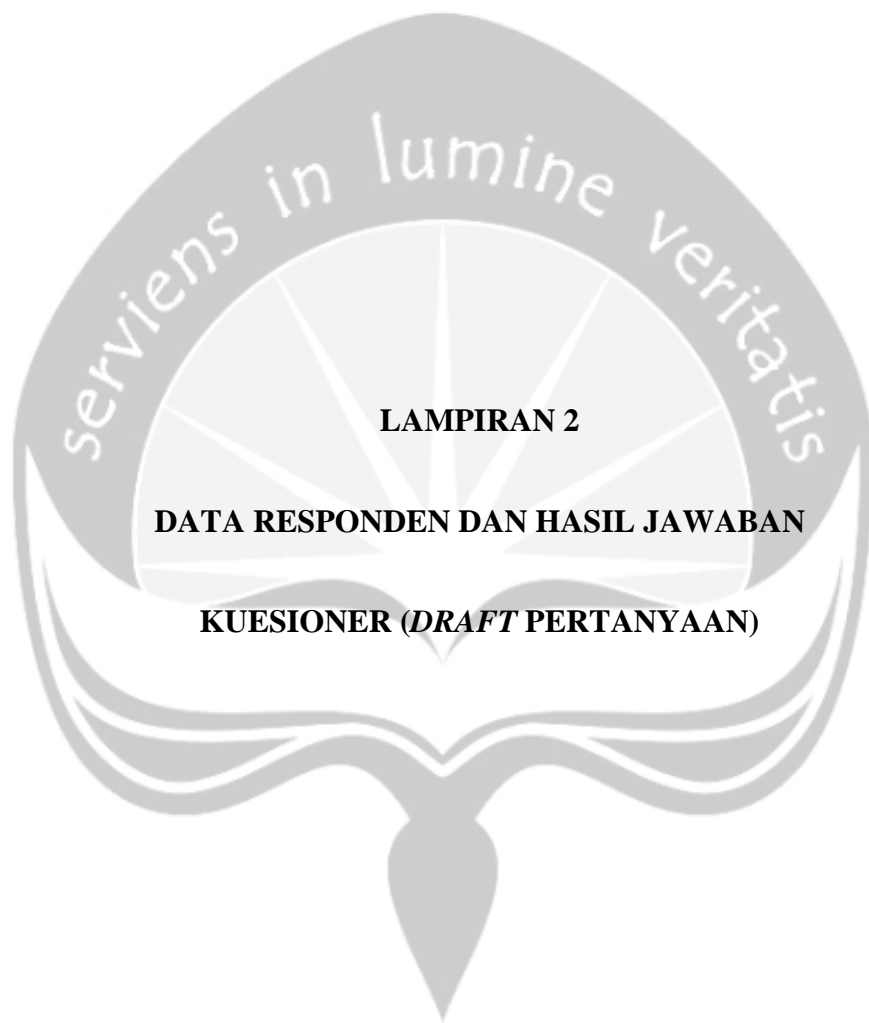 serviens in lumine veritatis
LAMPIRAN 2
DATA RESPONDEN DAN HASIL JAWABAN
KUESIONER (DRAFT PERTANYAAN)